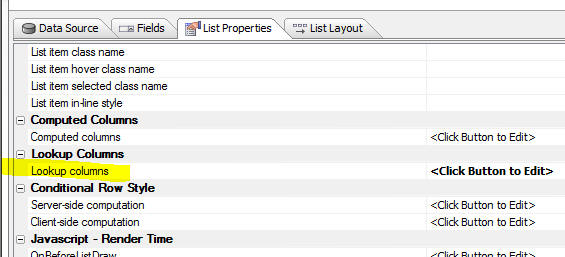 Data Source Fields List Properties List Layout
List item class name
List item hover class name
List item selected class name
List item in-line style
Computed Columns
Computed columns <Click Button to Edit>
Lookup Columns
Lookup columns <Click Button to Edit>
Conditional Row Style
Server-side computation <Click Button to Edit>
Client-side computation <Click Button to Edit>
Javascript - Render Time
OnBeforeListDraw <Click Button to Edit>